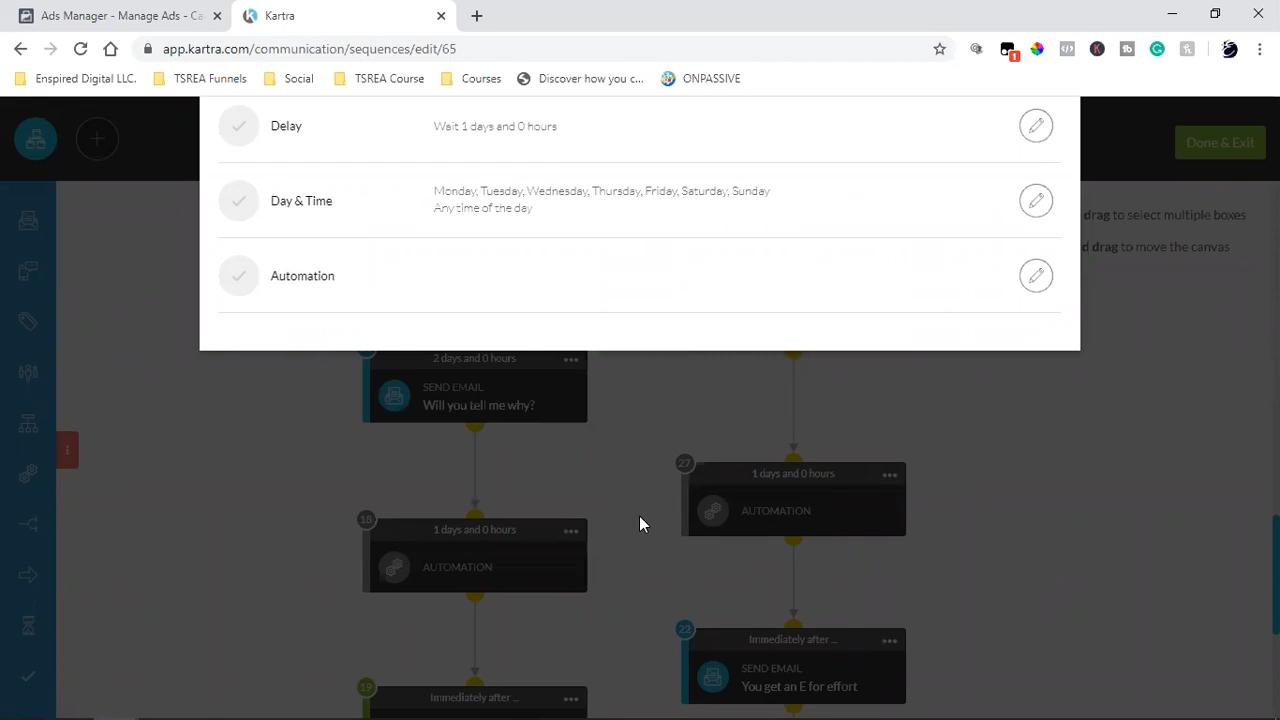 Ads Manager - Manage Ads - Ca
Kartra
app.kartra.com/communication/sequences/edit/65
1
Enspired Digital LLC.
TSREA Funnels
Social
TSREA Course
Courses
Discover how you c...
ONPASSIVE
Delay
Wait 1 days and 0 hours
Done & Exit
Day & Time
Monday, Tuesday, Wednesday, Thursday, Friday, Saturday, Sunday
Any time of the day
drag to select multiple boxes
d drag to move the canvas
Automation
2 days and 0 hours
SEND EMAIL
Will you tell me why?
27
1 days and 0 hours
AUTOMATION
18
1 days and 0 hours
AUTOMATION
22
Immediately after ...
SEND EMAIL
You get an E for effort
19
Immediately after ...